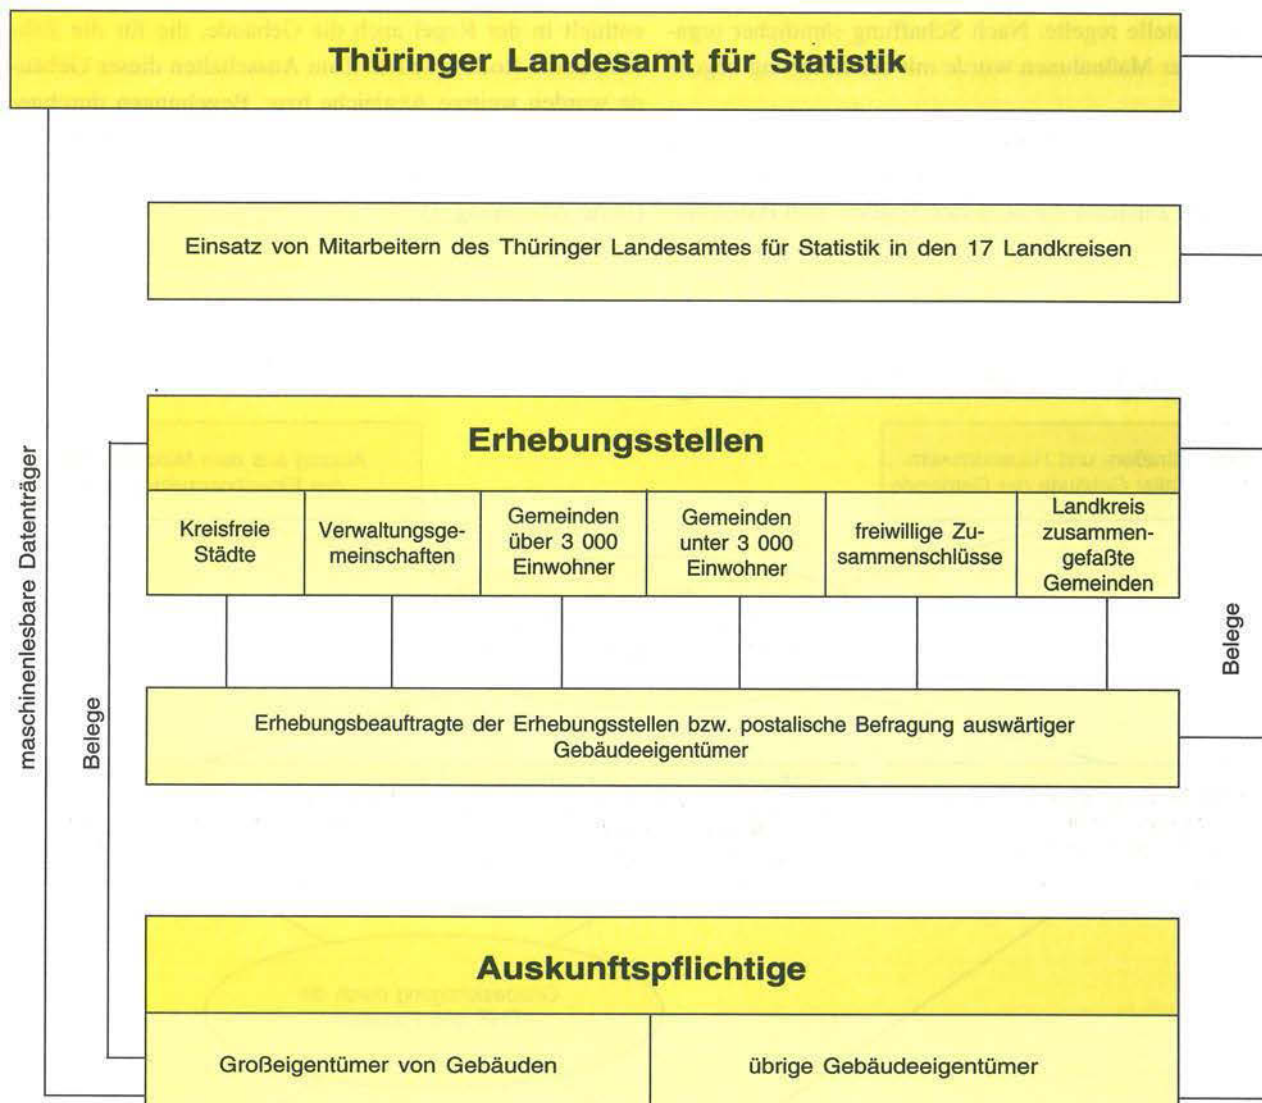 Thüringer Landesamt für Statistik
Einsatz von Mitarbeitern des Thüringer Landesamtes für Statistik in den 17 Landkreisen
Erhebungsstellen
Kreisfreie
Städte
Verwaltungsge-
meinschaften
Gemeinden
über 3 000
Einwohner
Gemeinden
unter 3 000
Einwohner
freiwillige Zu-
sammenschlüsse
Landkreis
zusammen-
gefaßte
Gemeinden
Erhebungsbeauftragte der Erhebungsstellen bzw. postalische Befragung auswärtiger
Gebäudeeigentümer
Auskunftspflichtige
Großeigentümer von Gebäuden
übrige Gebäudeeigentümer
maschinenlesbare Datenträger
Belege
Belege